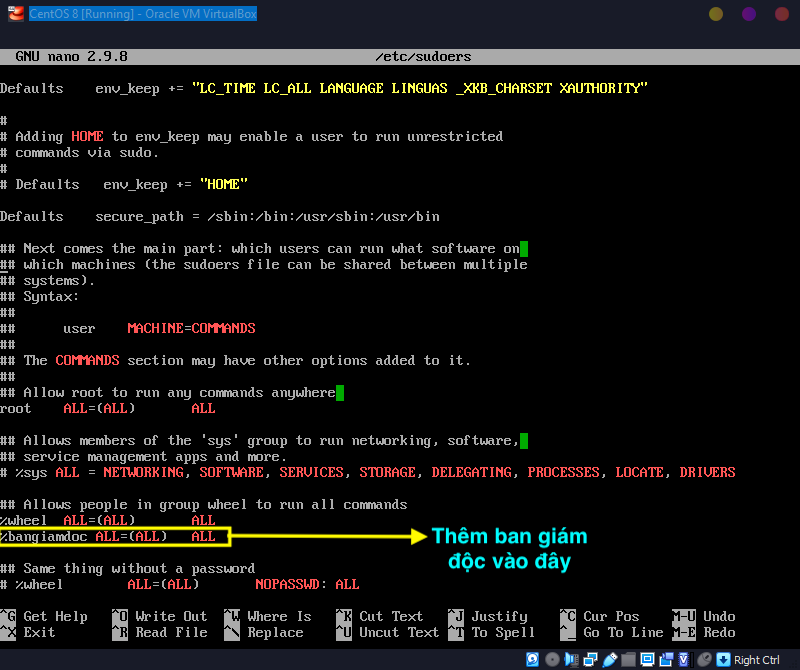 CentOS 8 [Running] - Oracle VM VirtualBox
GNU nano 2.9.8 /etc/sudoers
Defaults env_keep += "LC_TIME LC_ALL LANGUAGE LINGUAS _XKB_CHARSET XAUTHORITY"
#
# Adding HOME to env_keep may enable a user to run unrestricted
# commands via sudo.
#
# Defaults env_keep += "HOME"
Defaults secure_path = /sbin:/bin:/usr/sbin:/usr/bin
## Next comes the main part: which users can run what software on
## which machines (the sudoers file can be shared between multiple
## systems).
## Syntax:
##
## user MACHINE=COMMANDS
##
## The COMMANDS section may have other options added to it.
##
## Allow root to run any commands anywhere
root ALL=(ALL) ALL
## Allows members of the 'sys' group to run networking, software,
## service management apps and more.
# %sys ALL = NETWORKING, SOFTWARE, SERVICES, STORAGE, DELEGATING, PROCESSES, LOCATE, DRIVERS
## Allows people in group wheel to run all commands
%wheel ALL=(ALL) ALL
%bangiamdoc ALL=(ALL) ALL
Thêm ban giám
độc vào đây
## Same thing without a password
# %wheel ALL=(ALL) NOPASSWD: ALL
^G Get Help ^O Write Out ^W Where Is ^K Cut Text ^J Justify ^C Cur Pos M-U Undo
^X Exit ^R Read File ^\ Replace ^U Uncut Text ^T To Spell ^_ Go To Line M-E Redo
Right Ctrl